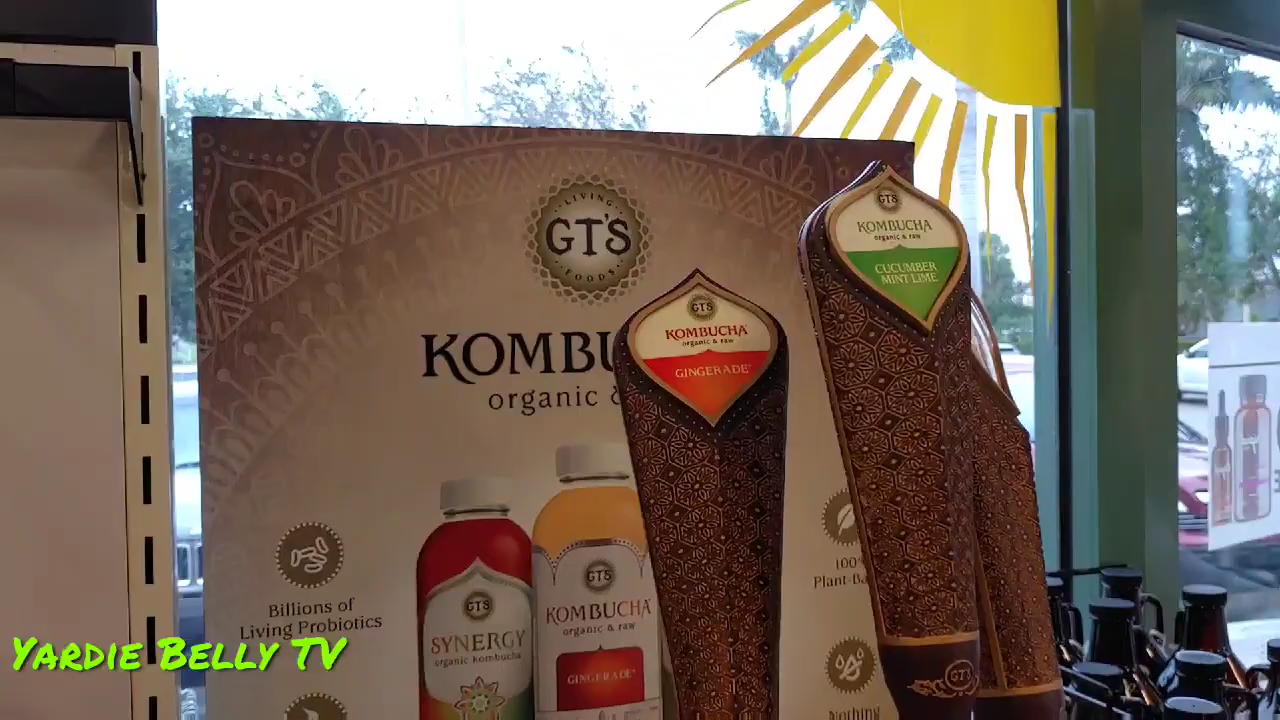 LIVING
GT'S
FOODS
KOMBU
organic &
GT'S
KOMBUCHA
organic & raw
GINGERADE
GT'S
KOMBUCHA
organic & raw
CUCUMBER
MINT LIME
Billions of
Living Probiotics
GT'S
SYNERGY
organic kombucha
GT'S
KOMBUCHA
organic & raw
GINGERADE
100%
Plant-Ba
Nothing
GT'S
Yardie Belly TV